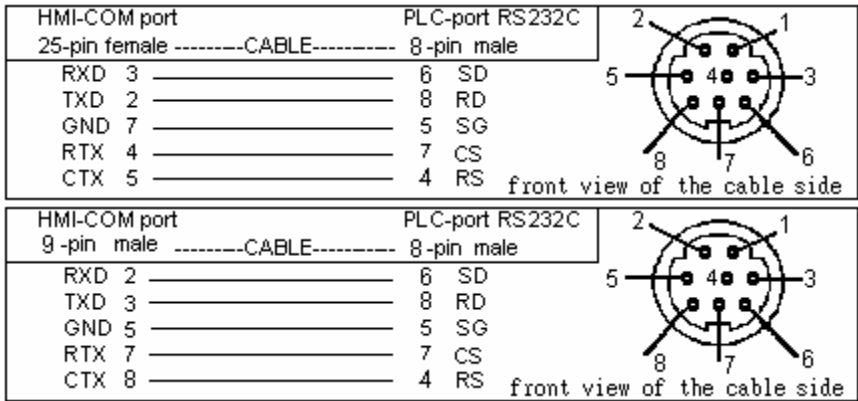 HMI-COM port PLC-port RS232C
25-pin female ---------CABLE----------- 8-pin male
RXD 3 6 SD
TXD 2 8 RD
GND 7 5 SG
RTX 4 7 CS
CTX 5 4 RS
2 1
5 4 3
8 7 6
front view of the cable side
HMI-COM port PLC-port RS232C
9-pin male ---------CABLE----------- 8-pin male
RXD 2 6 SD
TXD 3 8 RD
GND 5 5 SG
RTX 7 7 CS
CTX 8 4 RS
2 1
5 4 3
8 7 6
front view of the cable side